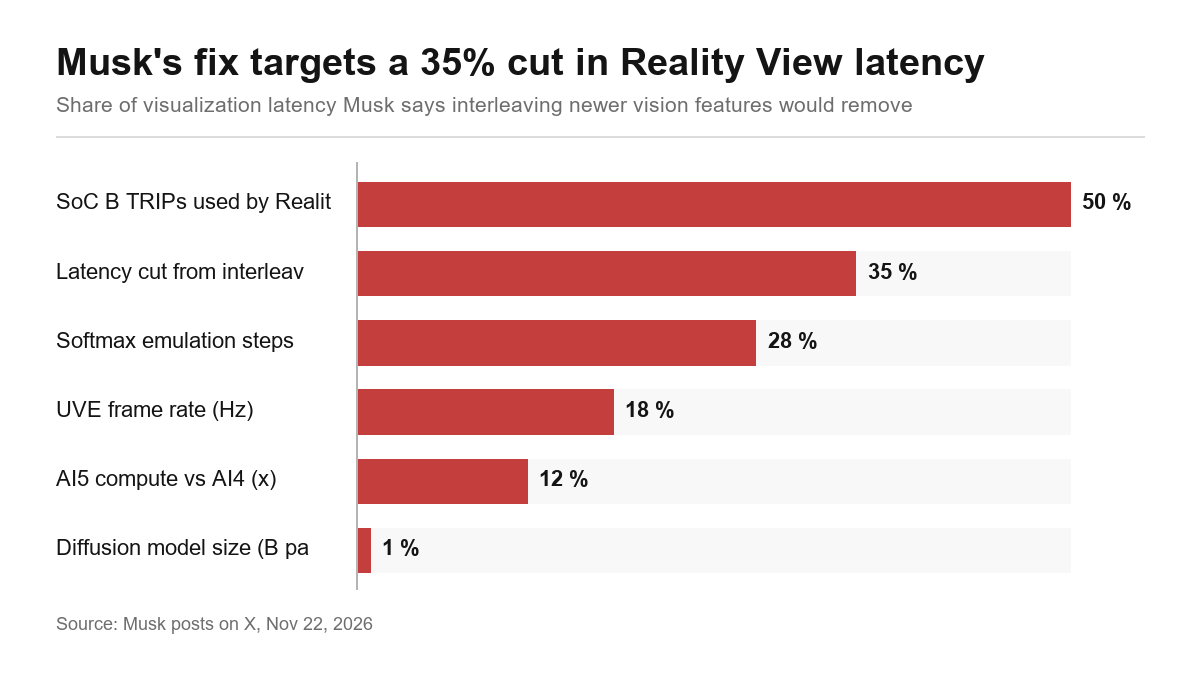 Musk's fix targets a 35% cut in Reality View latency
Share of visualization latency Musk says interleaving newer vision features would remove
SoC B TRIPs used by Realit 50 %
Latency cut from interleav 35 %
Softmax emulation steps 28 %
UVE frame rate (Hz) 18 %
AI5 compute vs AI4 (x) 12 %
Diffusion model size (B pa 1 %
Source: Musk posts on X, Nov 22, 2026